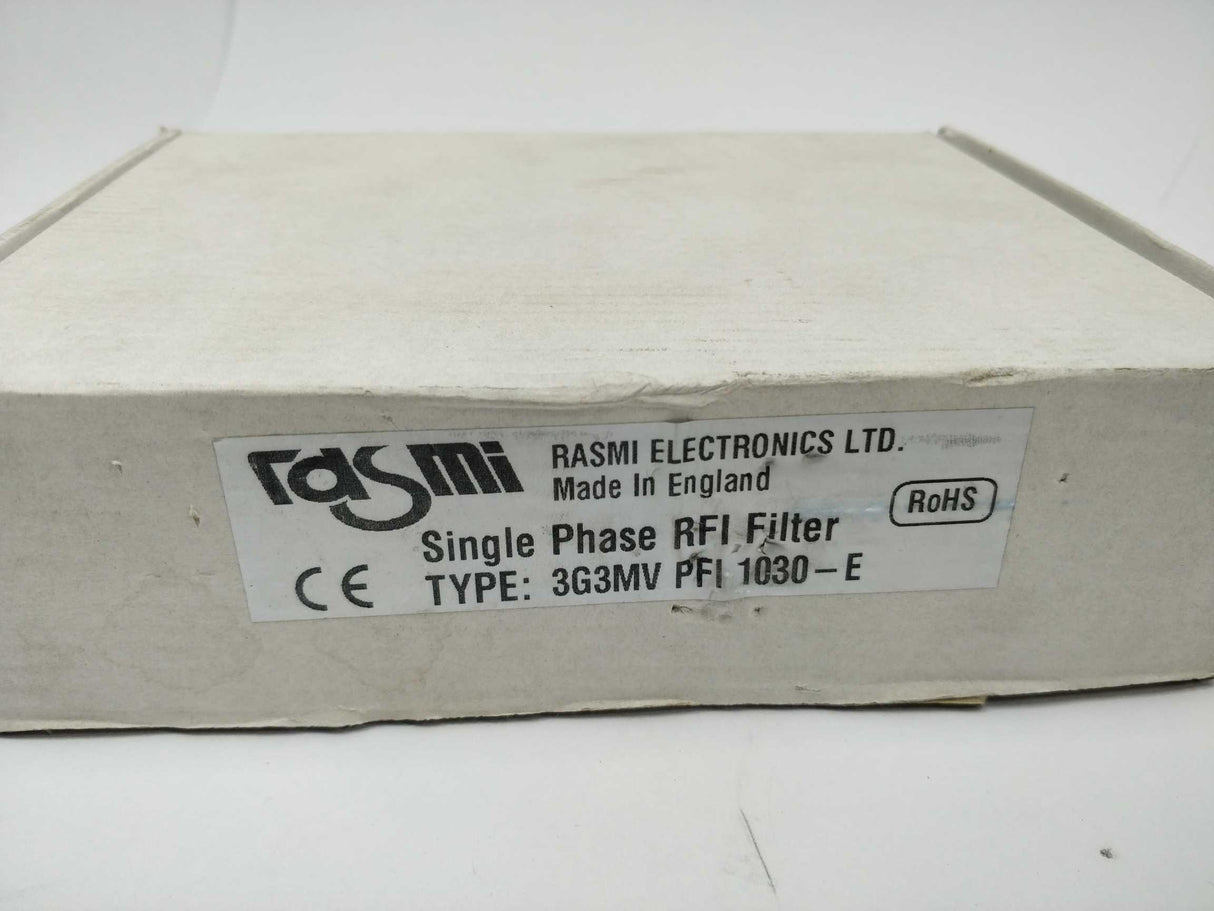 rasmi
RASMI ELECTRONICS LTD.
Made In England
RoHS
Single Phase RFI Filter
CE
TYPE: 3G3MV PFI 1030-E